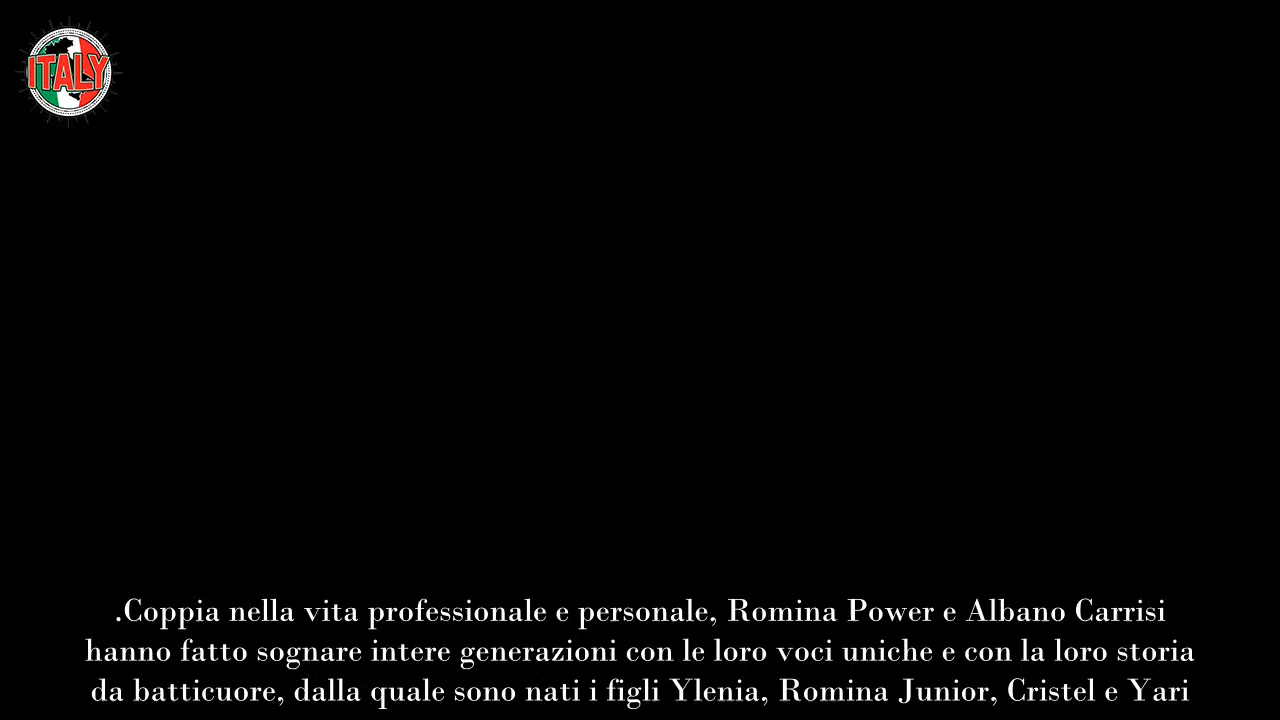 ITALY
.Coppia nella vita professionale e personale, Romina Power e Albano Carrisi
hanno fatto sognare intere generazioni con le loro voci uniche e con la loro storia
da batticuore, dalla quale sono nati i figli Ylenia, Romina Junior, Cristel e Yari